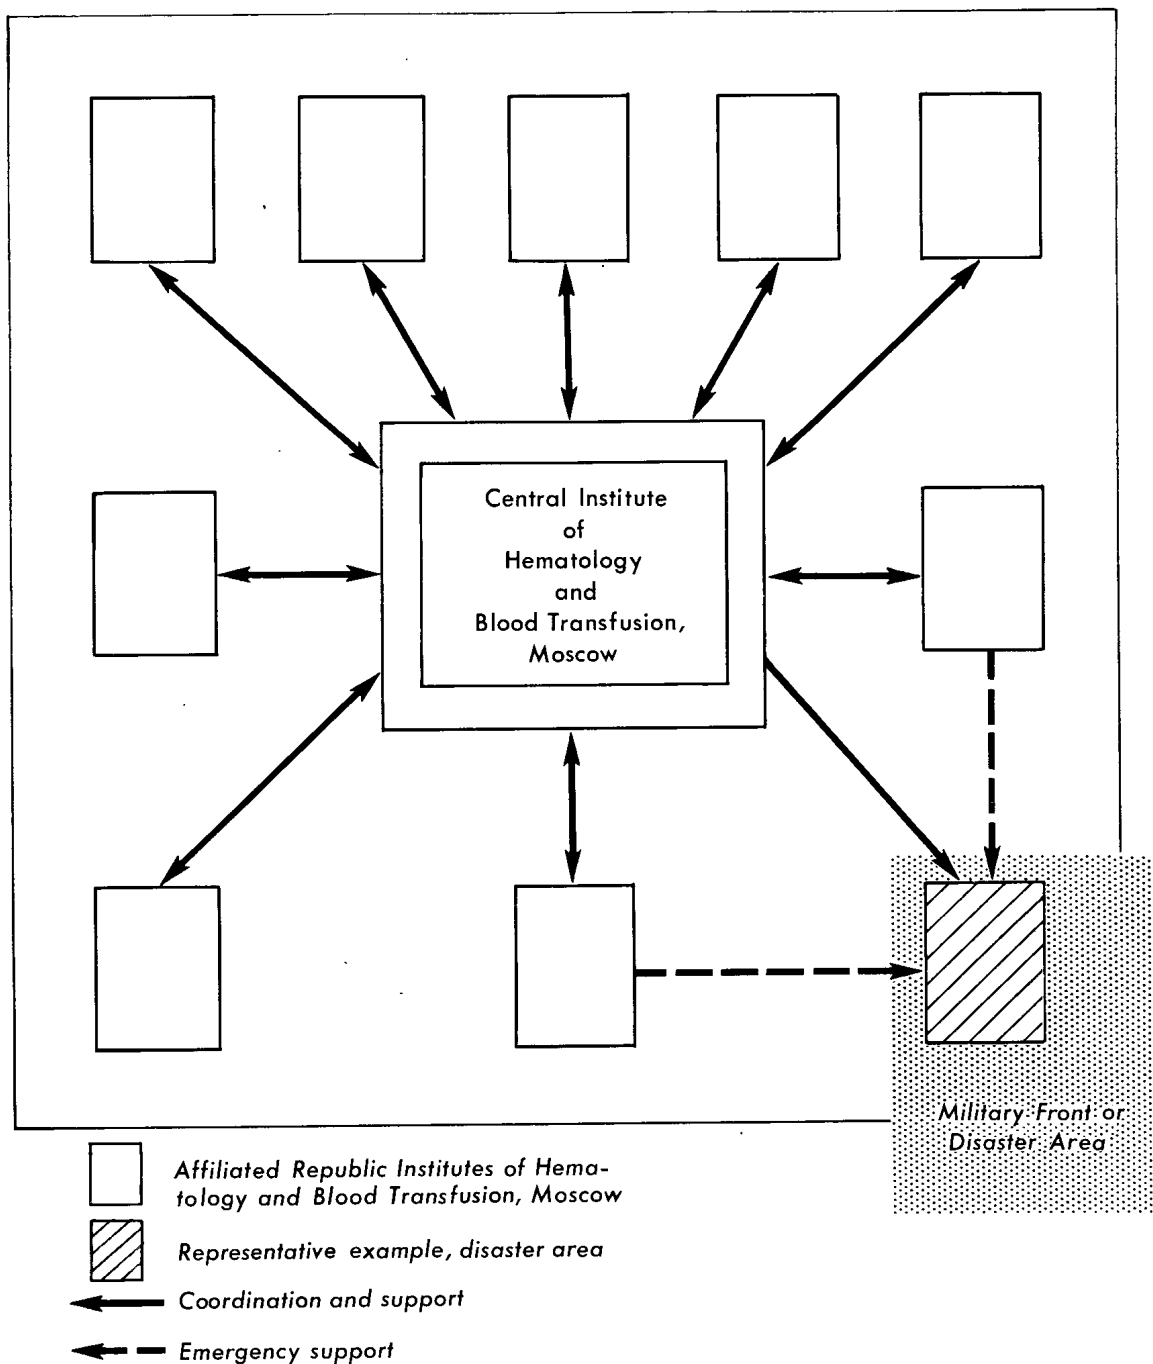 Central Institute
of
Hematology
and
Blood Transfusion,
Moscow
Military Front or
Disaster Area
Affiliated Republic Institutes of Hema-
tology and Blood Transfusion, Moscow
Representative example, disaster area
Coordination and support
Emergency support